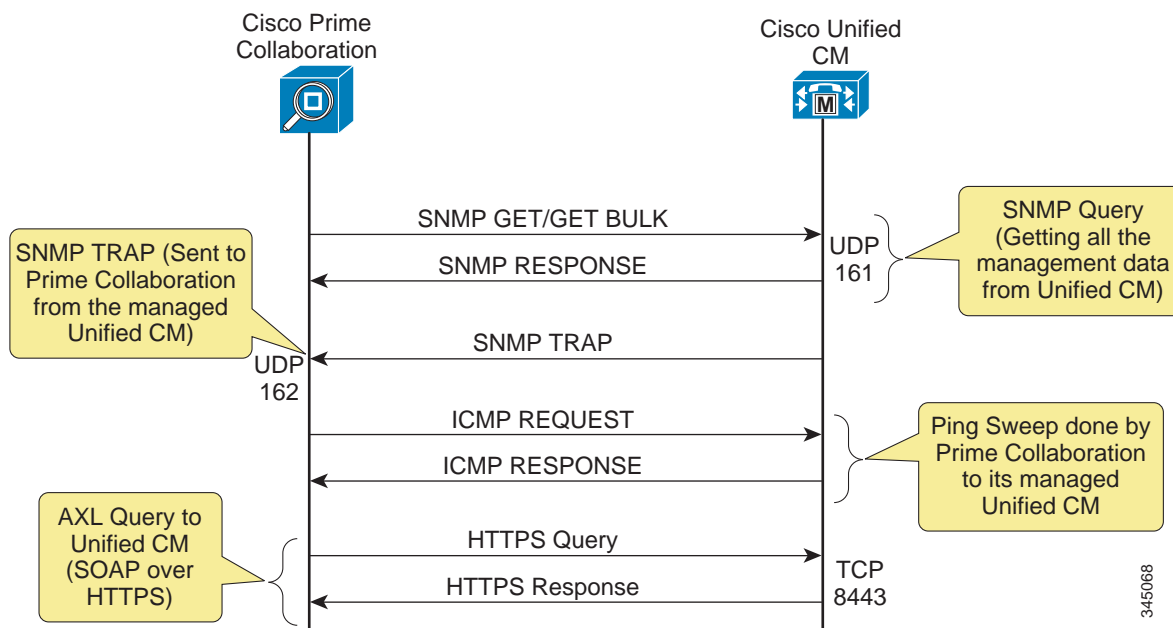 Cisco Prime
Collaboration
Cisco Unified
CM
M
SNMP GET/GET BULK
SNMP RESPONSE
UDP
161
SNMP Query
(Getting all the
management data
from Unified CM)
SNMP TRAP (Sent to
Prime Collaboration
from the managed
Unified CM)
SNMP TRAP
UDP
162
ICMP REQUEST
ICMP RESPONSE
Ping Sweep done by
Prime Collaboration
to its managed
Unified CM
AXL Query to
Unified CM
(SOAP over
HTTPS)
HTTPS Query
HTTPS Response
TCP
8443
345068